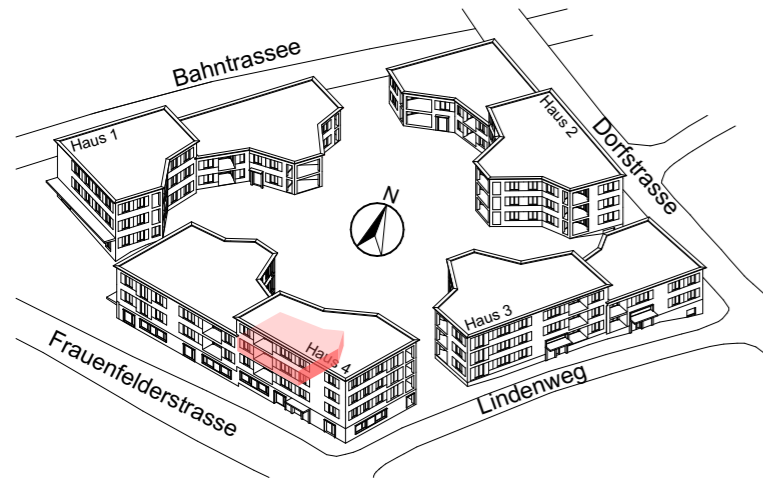 Bahntrassee
Haus 1
Haus 2
Dorfstrasse
N
Haus 3
Haus 4
Frauenfelderstrasse
Lindenweg